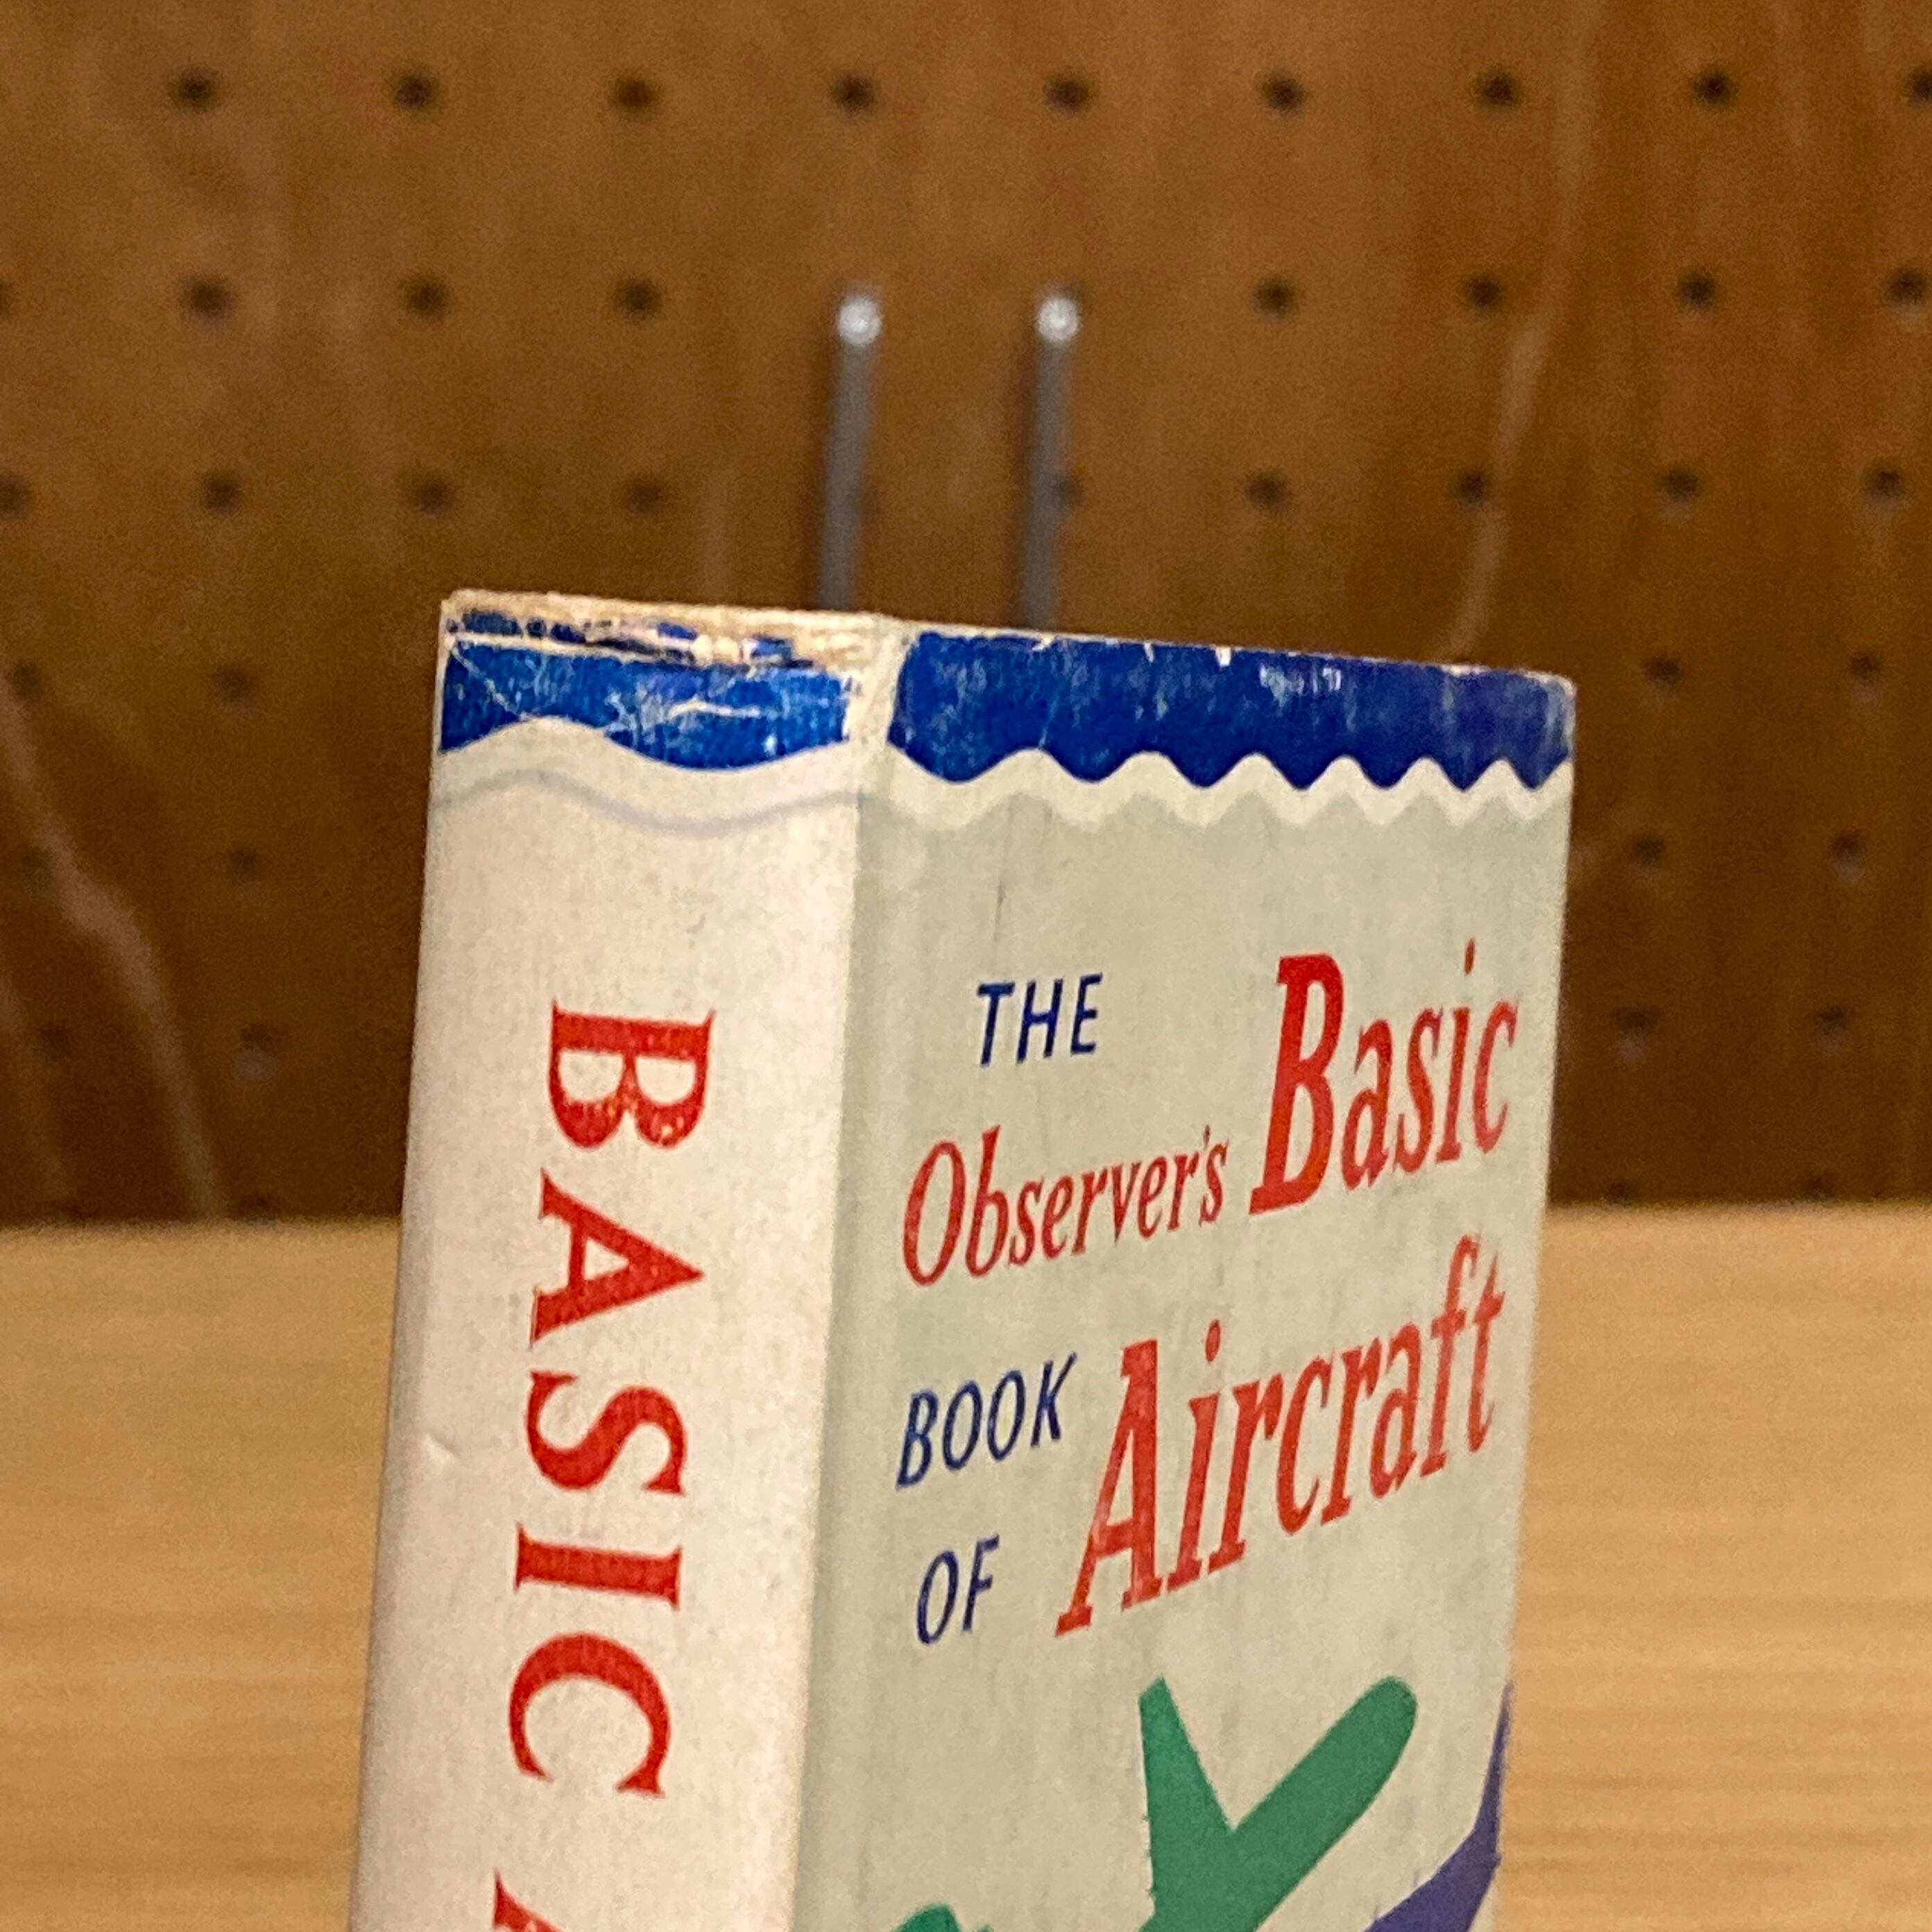 BASIC A
THE
Observer's Basic
BOOK Aircraft
OF